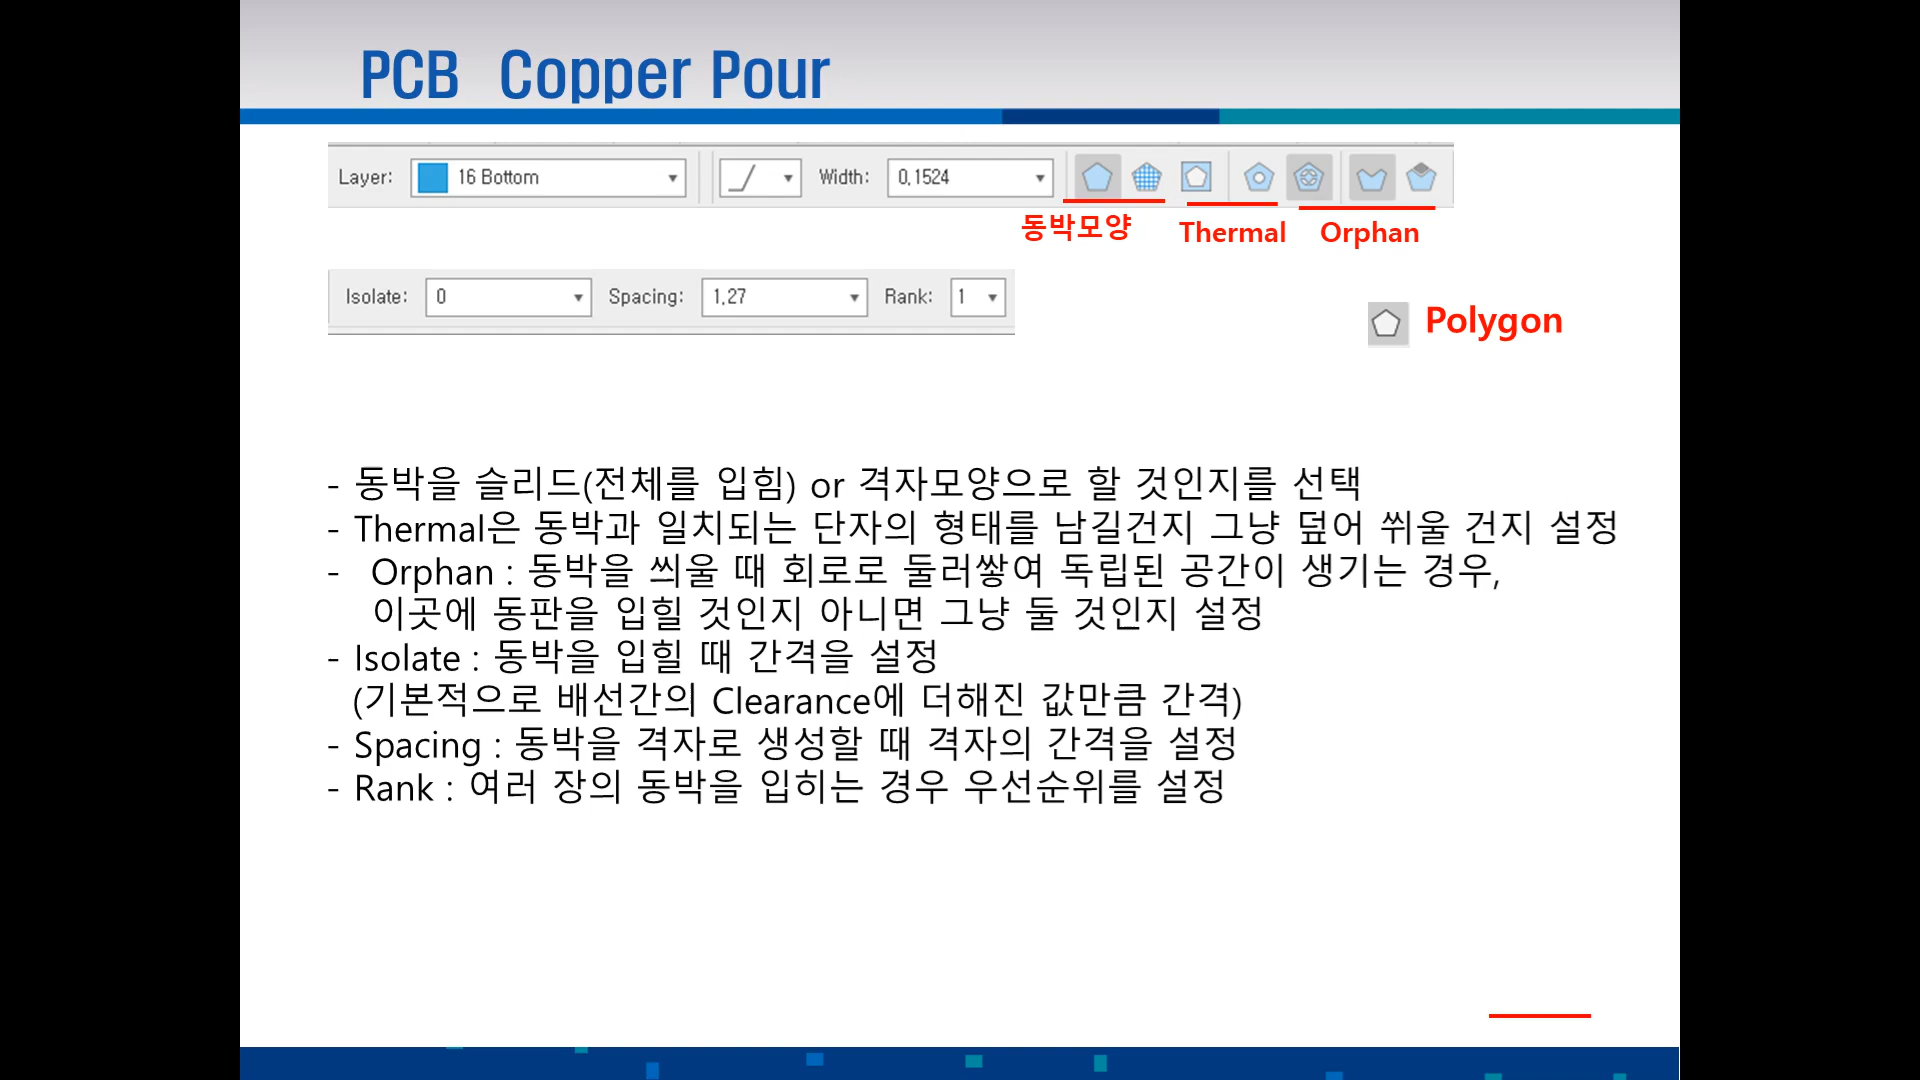 PCB Copper Pour
Layer: 16 Bottom Width: 0,1524
동박모양 Thermal Orphan
Isolate: 0 Spacing: 1,27 Rank: 1
Polygon
- 동박을 슬리드(전체를 입힘) or 격자모양으로 할 것인지를 선택
- Thermal은 동박과 일치되는 단자의 형태를 남길건지 그냥 덮어 쒸울 건지 설정
- Orphan : 동박을 씌울 때 회로로 둘러쌓여 독립된 공간이 생기는 경우,
이곳에 동판을 입힐 것인지 아니면 그냥 둘 것인지 설정
- Isolate : 동박을 입힐 때 간격을 설정
(기본적으로 배선간의 Clearance에 더해진 값만큼 간격)
- Spacing : 동박을 격자로 생성할 때 격자의 간격을 설정
- Rank : 여러 장의 동박을 입히는 경우 우선순위를 설정